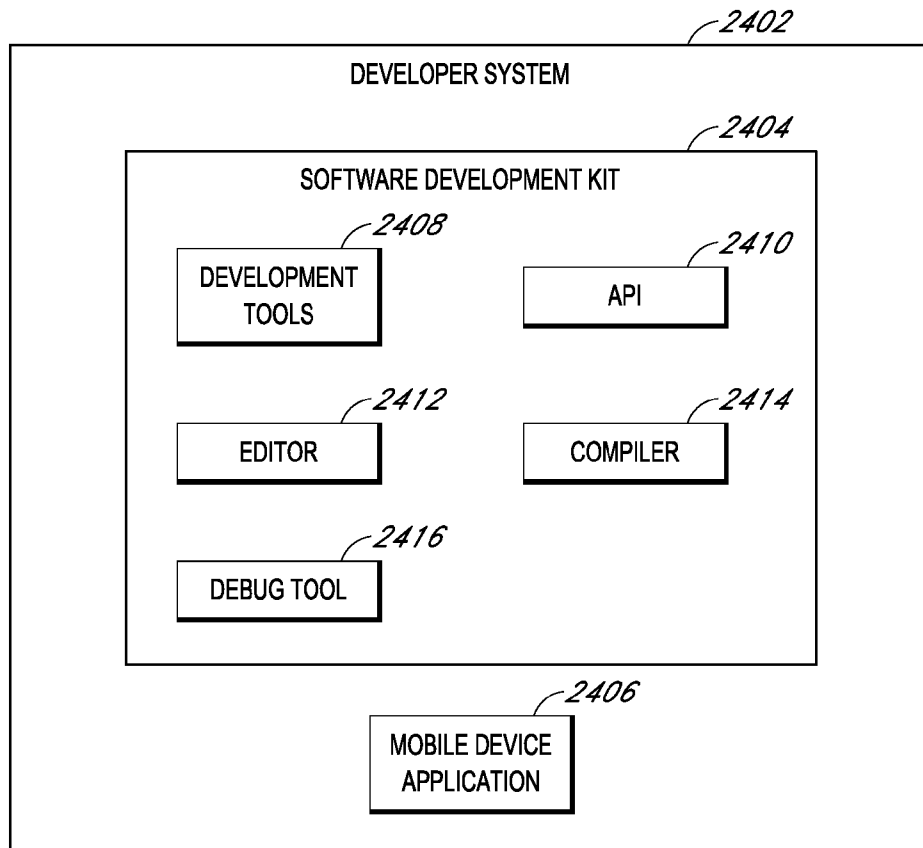 2402
DEVELOPER SYSTEM
2404
SOFTWARE DEVELOPMENT KIT
2408
DEVELOPMENT
TOOLS
2410
API
2412
EDITOR
2414
COMPILER
2416
DEBUG TOOL
2406
MOBILE DEVICE
APPLICATION